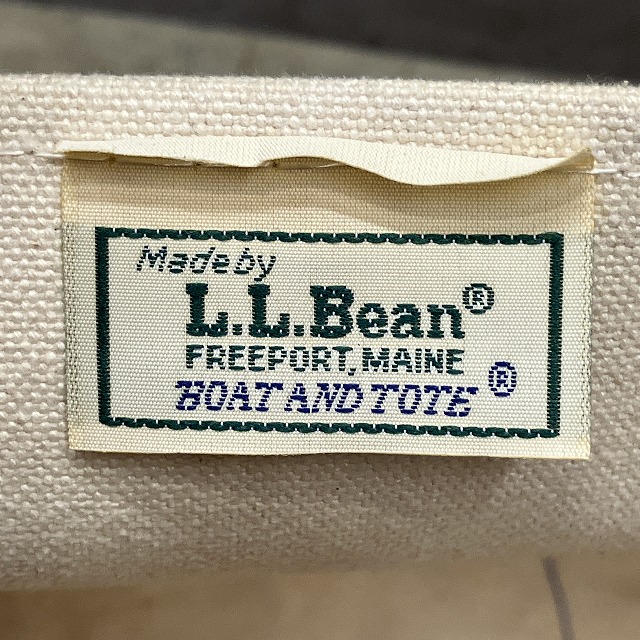 Made by
L.L.Bean®
FREEPORT, MAINE
BOAT AND TOTE®